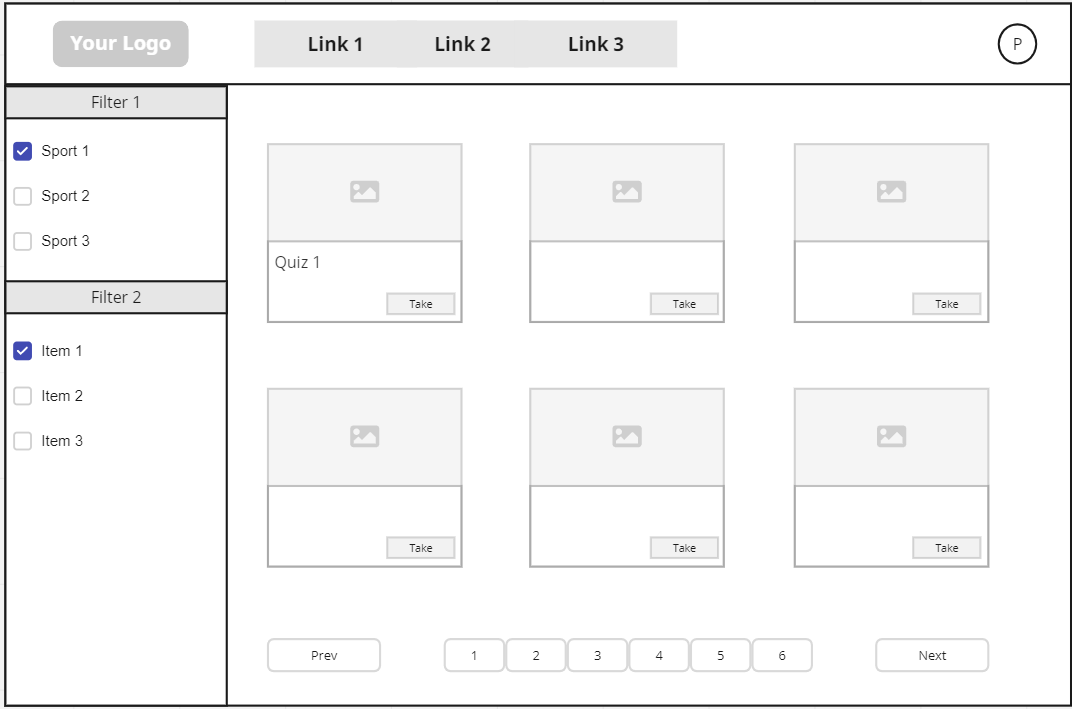 Your Logo
Link 1 Link 2 Link 3
P
Filter 1
Sport 1
Sport 2
Sport 3
Filter 2
Item 1
Item 2
Item 3
Quiz 1
Take
Take
Take
Take
Take
Take
Prev
1 2 3 4 5 6
Next